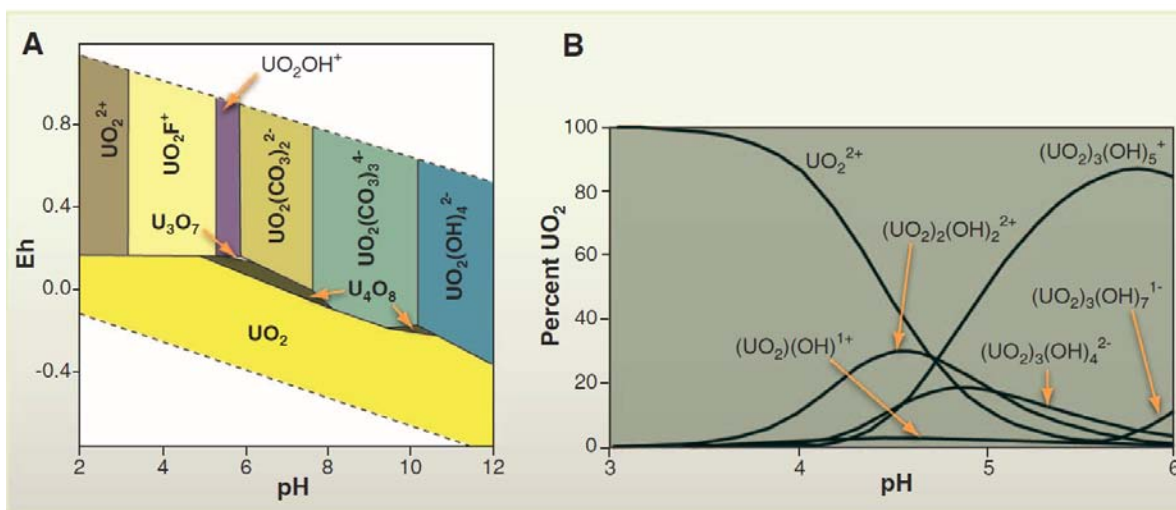 A
UO₂OH⁺
UO₂²⁺
UO₂F⁺
UO₂(CO₃)₂²⁻
UO₂(CO₃)₃⁴⁻
UO₂(OH)₄²⁻
U₃O₇
U₄O₈
UO₂
Eh
0.8
0.4
0.0
-0.4
2 4 6 8 10 12
pH
B
Percent UO₂
100
80
60
40
20
0
UO₂²⁺
(UO₂)₃(OH)₅⁺
(UO₂)₂(OH)₂²⁺
(UO₂)₃(OH)₇¹⁻
(UO₂)(OH)¹⁺
(UO₂)₃(OH)₄²⁻
3 4 5 6
pH